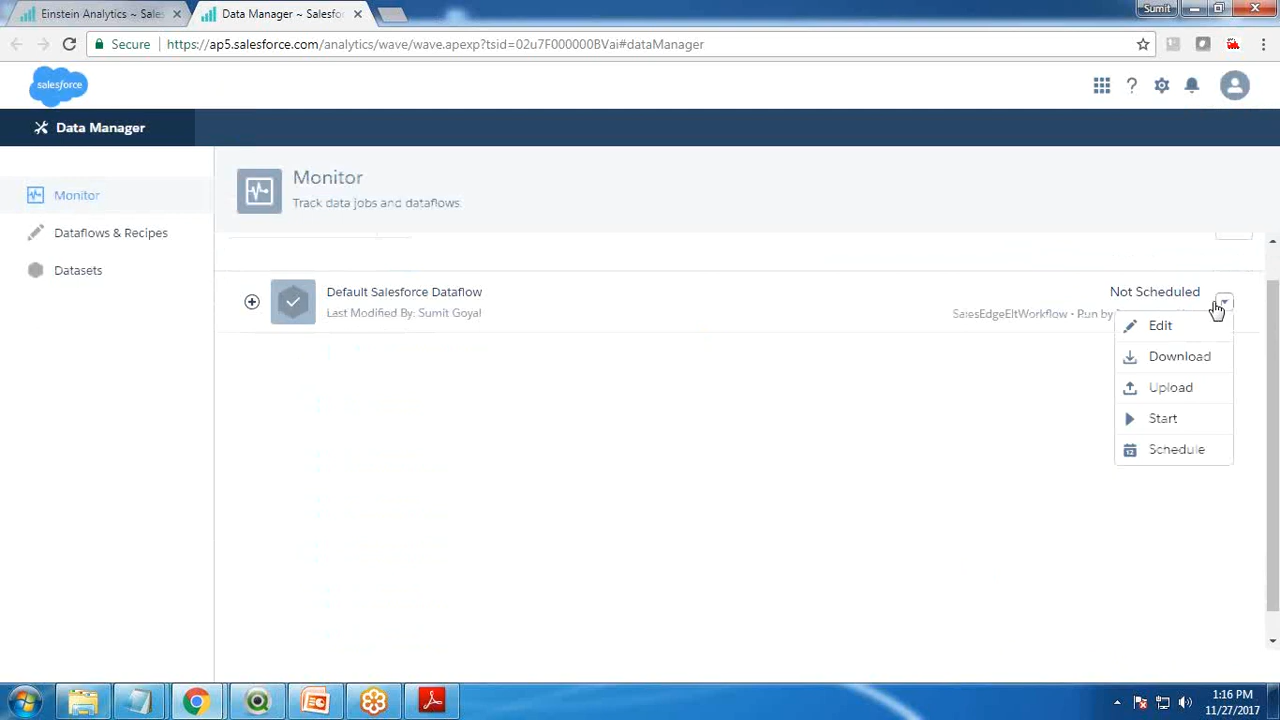 Einstein Analytics ~ Sales
Data Manager ~ Salesfo
Sumit
Secure
https://ap5.salesforce.com/analytics/wave/wave.apexp?tsid=02u7F000000BVai#dataManager
salesforce
Data Manager
Monitor
Dataflows & Recipes
Datasets
Monitor
Track data jobs and dataflows.
Default Salesforce Dataflow
Last Modified By: Sumit Goyal
Not Scheduled
SalesEdgeEltWorkflow • Run by
Edit
Download
Upload
Start
12
Schedule
1:16 PM
11/27/2017